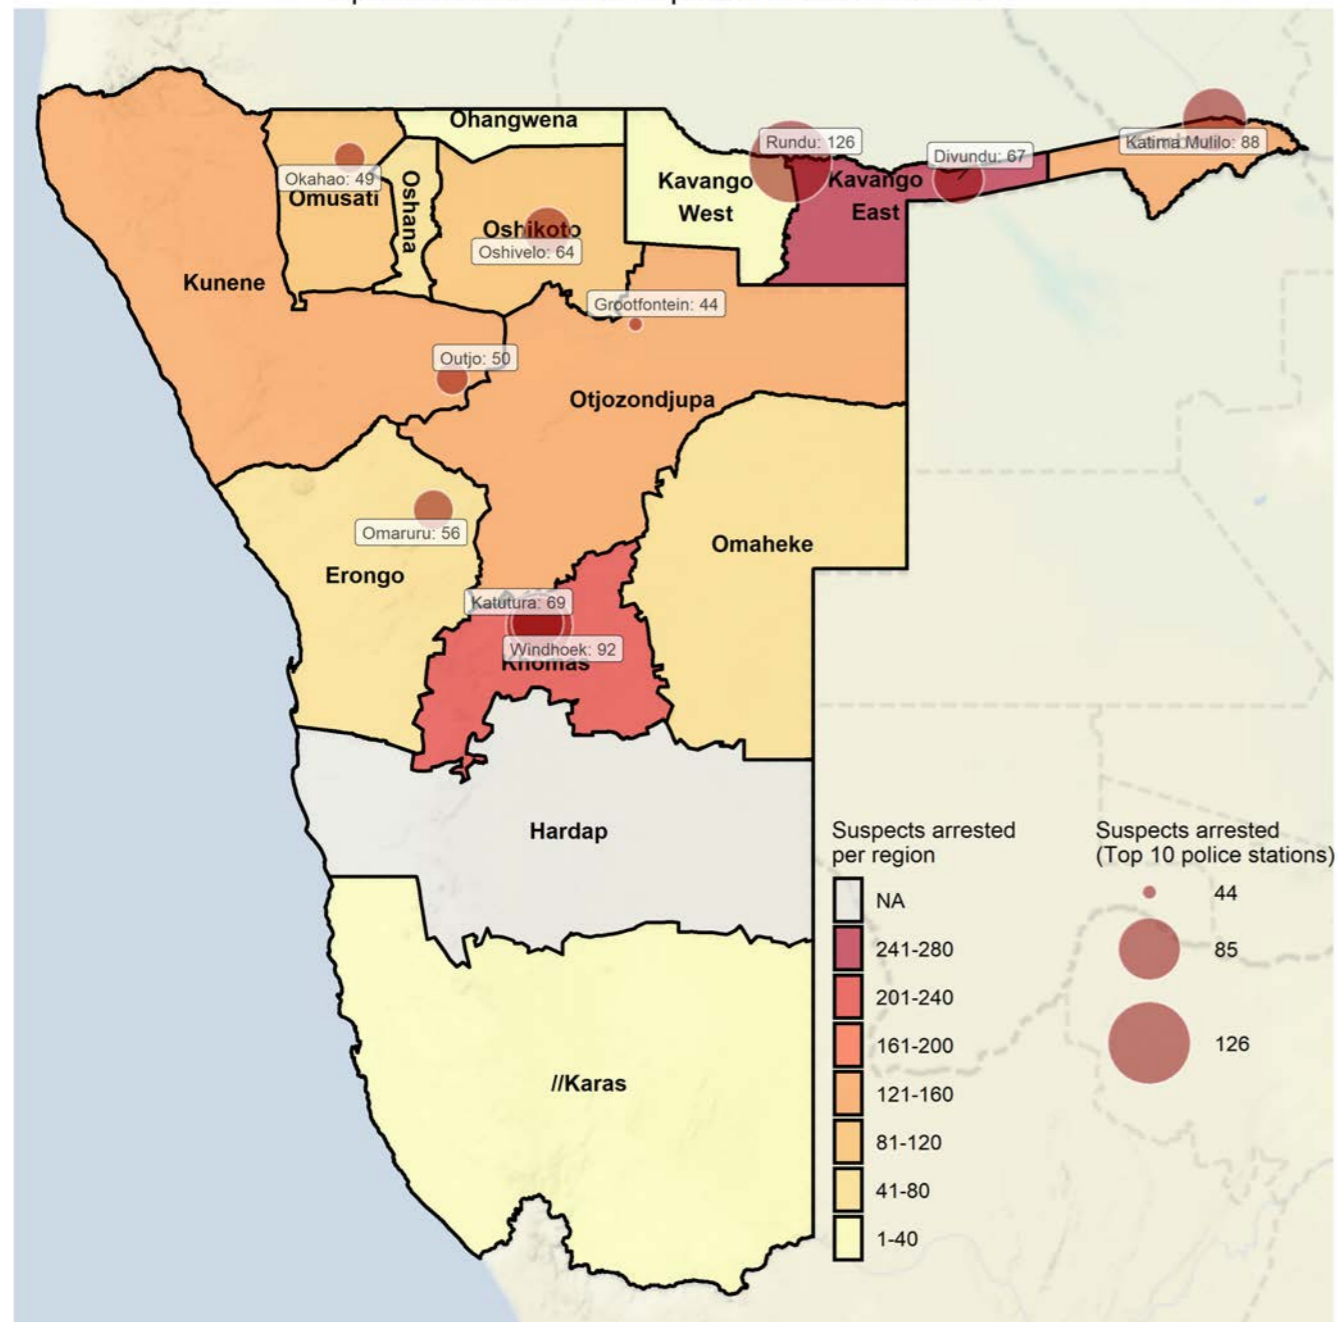 Ohangwena
Rundu: 126
Katima Mulilo: 88
Divundu: 67
Okahao: 49
Omusati
Oshana
Kavango
West
Kavango
East
Oshikoto
Oshivelo: 64
Kunene
Grootfontein: 44
Outjo: 50
Otjozondjupa
Omaruru: 56
Erongo
Omaheke
Katutura: 69
Windhoek: 92
Khomas
Hardap
//Karas
Suspects arrested
per region
NA
241-280
201-240
161-200
121-160
81-120
41-80
1-40
Suspects arrested
(Top 10 police stations)
44
85
126